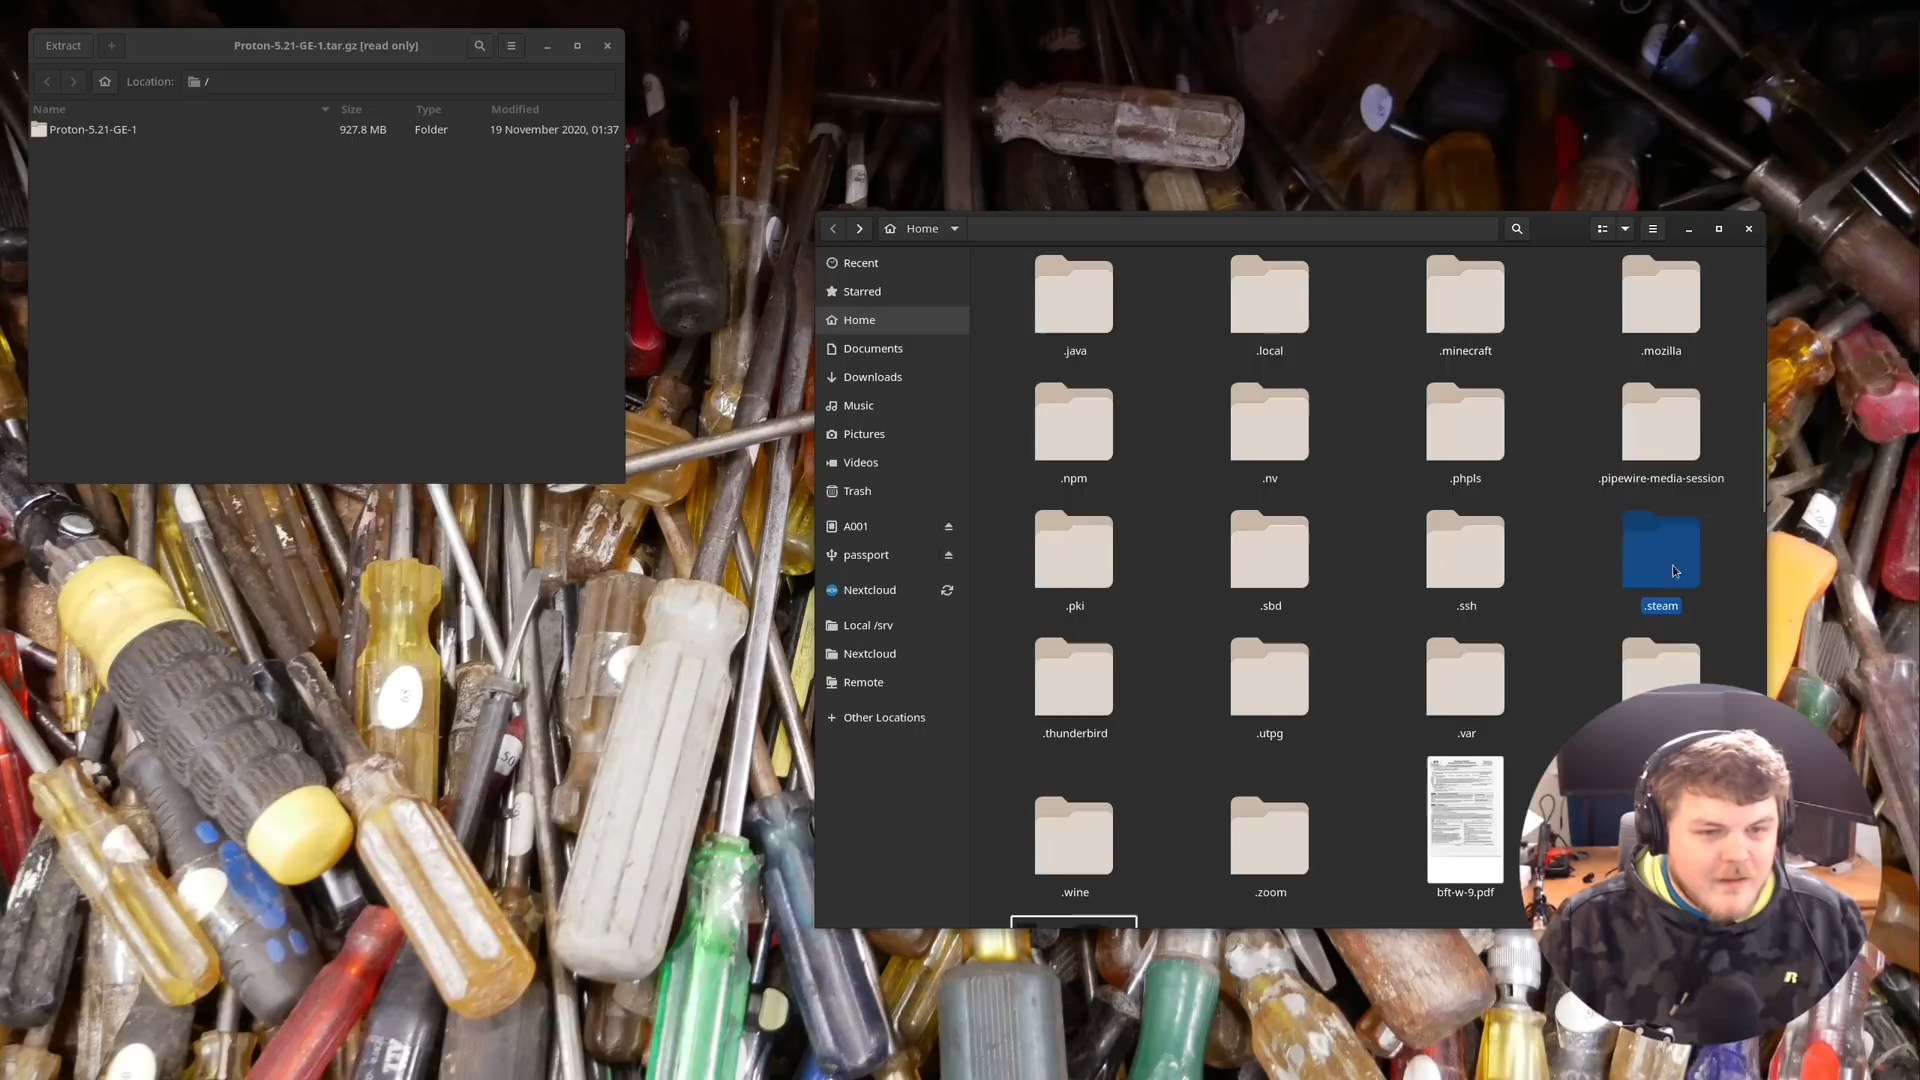 Extract
+
Proton-5.21-GE-1.tar.gz [read only]
Location:
/
Name
Size
Type
Modified
Proton-5.21-GE-1
927.8 MB
Folder
19 November 2020, 01:37
Home
Recent
Starred
Home
Documents
Downloads
Music
Pictures
Videos
Trash
A001
passport
Nextcloud
Local /srv
Nextcloud
Remote
+ Other Locations
.java
.local
.minecraft
.mozilla
.npm
.nv
.phpls
.pipewire-media-session
.pki
.sbd
.ssh
.steam
.thunderbird
.utpg
.var
.wine
.zoom
bft-w-9.pdf